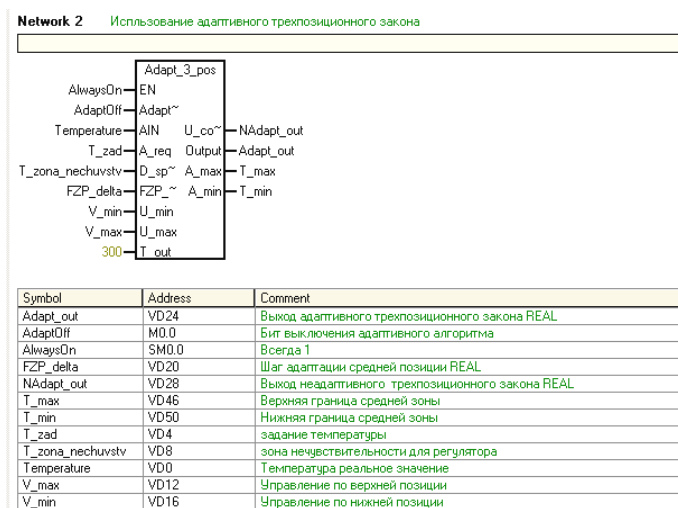 Network 2 Испльзование адаптивного трехпозиционного закона
Adapt_3_pos
AlwaysOn EN
AdaptOff Adapt~
Temperature AIN U_co~ NAdapt_out
T_zad A_req Output Adapt_out
T_zona_nechuvstv D_sp~ A_max T_max
FZP_delta FZP_~ A_min T_min
V_min U_min
V_max U_max
300 T_out
Symbol Address Comment
Adapt_out VD24 Выход адаптивного трехпозиционного закона REAL
AdaptOff M0.0 Бит выключения адаптивного алгоритма
AlwaysOn SM0.0 Всегда 1
FZP_delta VD20 Шаг адаптации средней позиции REAL
NAdapt_out VD28 Выход неадаптивного трехпозиционного закона REAL
T_max VD46 Верхняя граница средней зоны
T_min VD50 Нижняя граница средней зоны
T_zad VD4 задание температуры
T_zona_nechuvstv VD8 зона нечувствительности для регулятора
Temperature VD0 Температура реальное значение
V_max VD12 Управление по верхней позиции
V_min VD16 Управление по нижней позиции